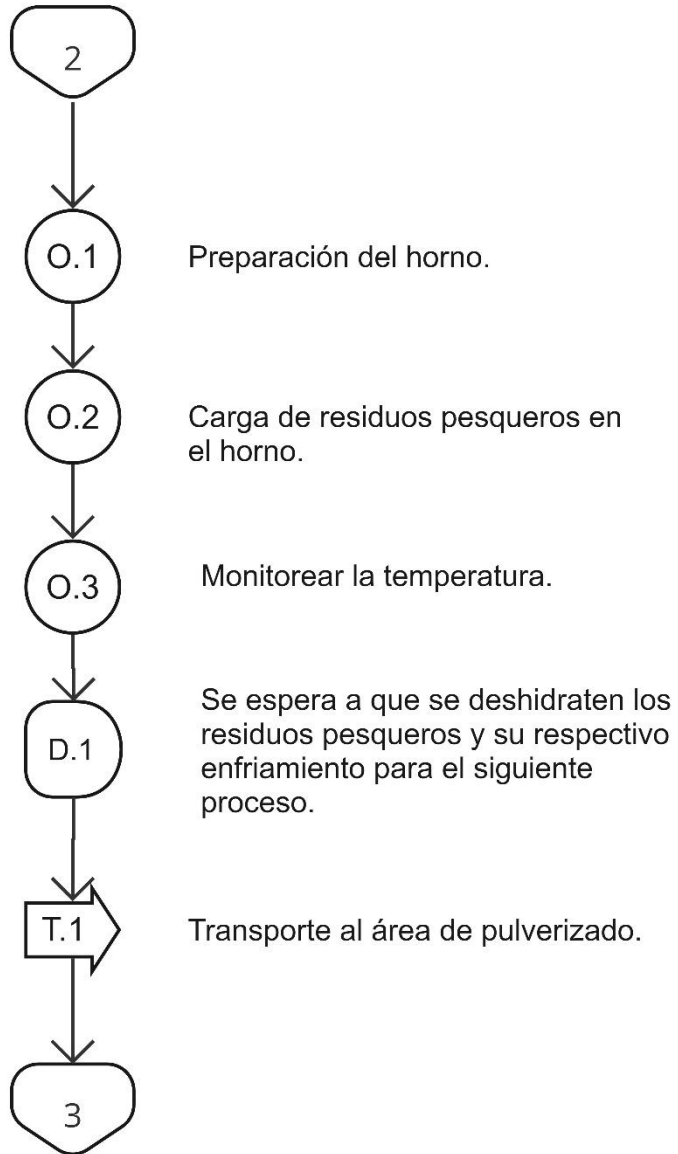 2
O.1
Preparación del horno.
O.2
Carga de residuos pesqueros en
el horno.
O.3
Monitorear la temperatura.
D.1
Se espera a que se deshidraten los
residuos pesqueros y su respectivo
enfriamiento para el siguiente
proceso.
T.1
Transporte al área de pulverizado.
3